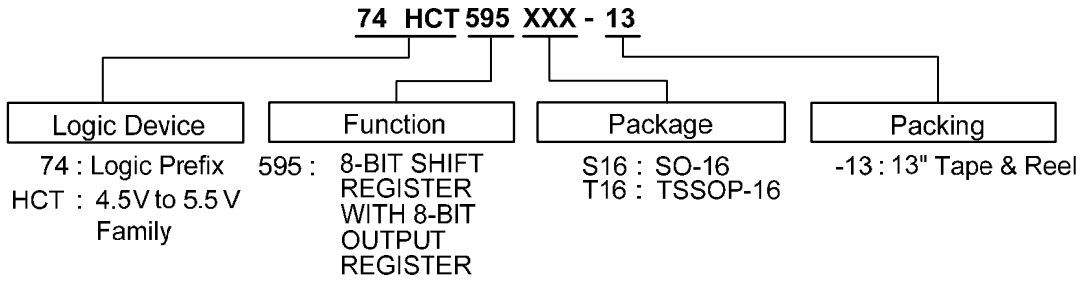 74 HCT 595 XXX - 13
Logic Device
74 : Logic Prefix
HCT : 4.5V to 5.5 V
Family
Function
595 : 8-BIT SHIFT
REGISTER
WITH 8-BIT
OUTPUT
REGISTER
Package
S16 : SO-16
T16 : TSSOP-16
Packing
-13 : 13" Tape & Reel